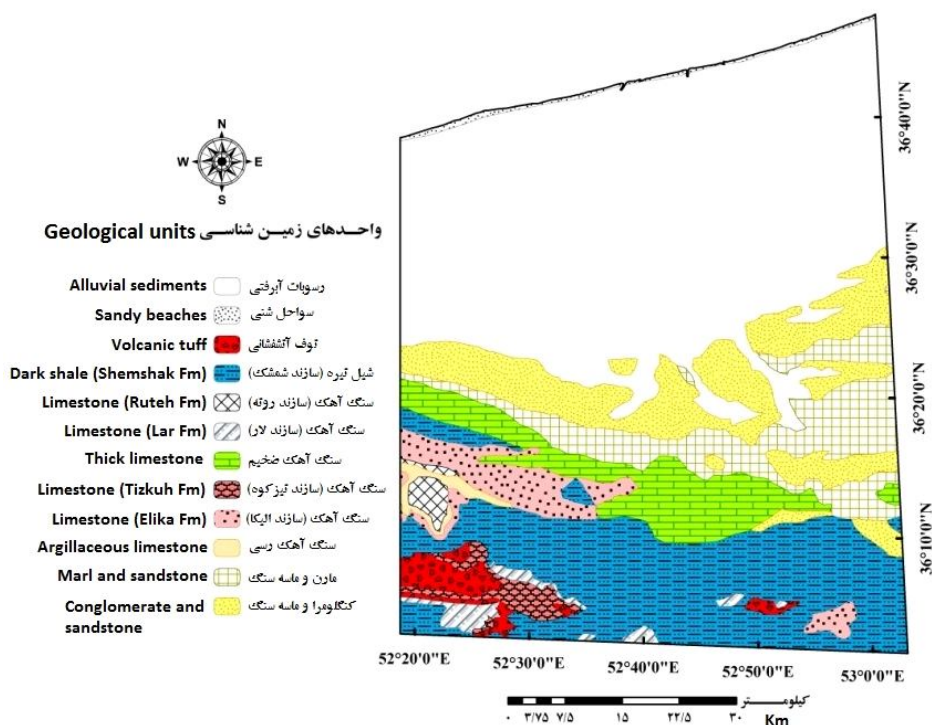 N
W E
S
Geological units واحدهای زمین شناسی
Alluvial sediments رسوبات آبرفتی
Sandy beaches سواحل شنی
Volcanic tuff توف آتشفشانی
Dark shale (Shemshak Fm) شیل تیره (سازند شمشک)
Limestone (Ruteh Fm) سنگ آهک (سازند روته)
Limestone (Lar Fm) سنگ آهک (سازند لار)
Thick limestone سنگ آهک ضخیم
Limestone (Tizkuh Fm) سنگ آهک (سازند تیزکوه)
Limestone (Elika Fm) سنگ آهک (سازند الیکا)
Argillaceous limestone سنگ آهک رسی
Marl and sandstone مارن و ماسه سنگ
Conglomerate and کنگلومرا و ماسه سنگ
sandstone
36°40'0"N
36°30'0"N
36°20'0"N
36°10'0"N
52°20'0"E 52°30'0"E 52°40'0"E 52°50'0"E 53°0'0"E
کیلومتر
۰ ۳/۷۵ ۷/۵ ۱۵ ۲۲/۵ ۳۰ Km